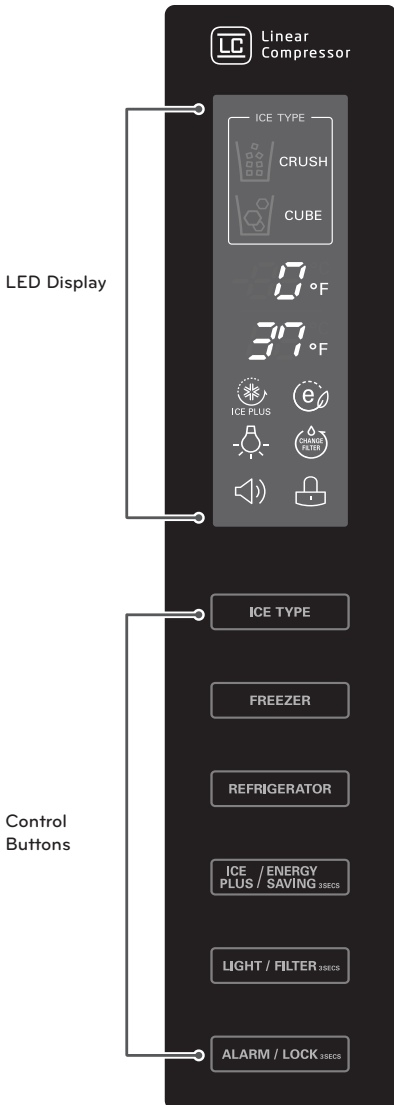 LC
Linear
Compressor
ICE TYPE
CRUSH
CUBE
0 °F
37 °F
ICE PLUS
e
CHANGE
FILTER
LED Display
ICE TYPE
FREEZER
REFRIGERATOR
Control
Buttons
ICE / ENERGY
PLUS / SAVING 3SECS
LIGHT / FILTER 3SECS
ALARM / LOCK 3SECS